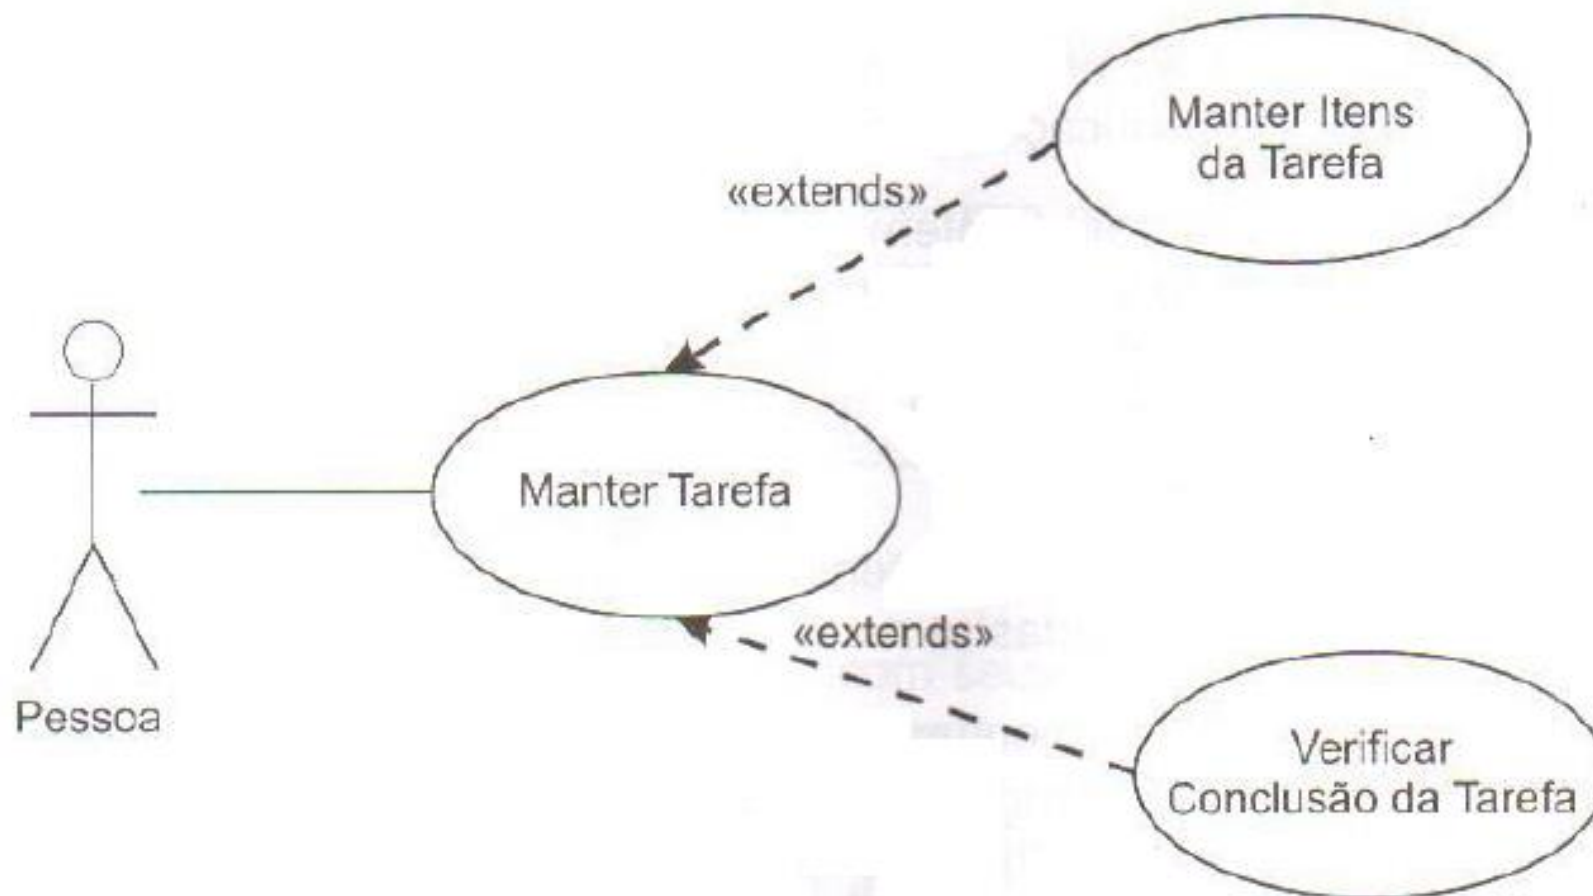 Manter Itens
da Tarefa
«extends»
Manter Tarefa
«extends»
Pessoa
Verificar
Conclusão da Tarefa